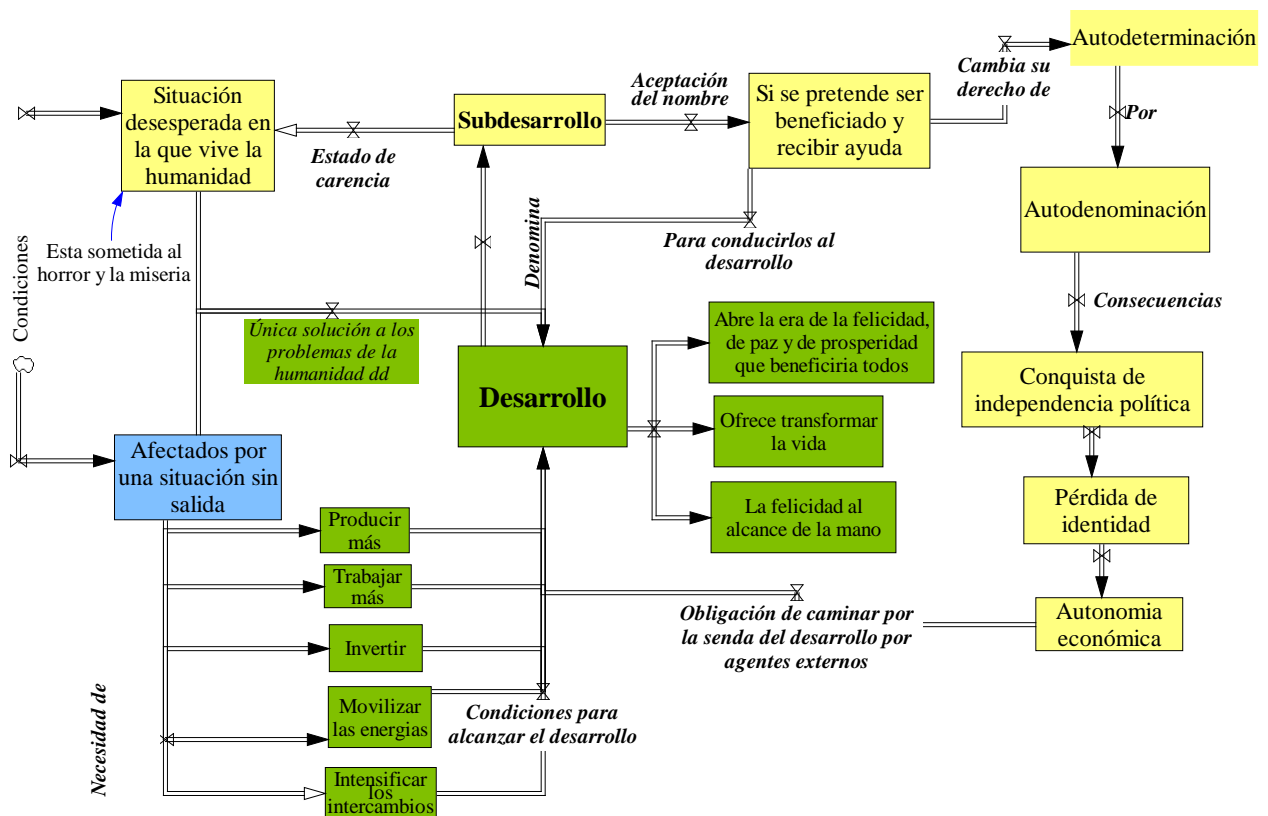 Autodeterminación
Cambia su
derecho de
Aceptación
del nombre
Situación
desesperada en
la que vive la
humanidad
Subdesarrollo
Si se pretende ser
beneficiado y
recibir ayuda
Por
Estado de
carencia
Autodenominación
Denomina
Esta sometida al
horror y la miseria
Para conducirlos al
desarrollo
Condiciones
Consecuencias
Única solución a los
problemas de la
humanidad dd
Abre la era de la felicidad,
de paz y de prosperidad
que beneficiria todos
Desarrollo
Conquista de
independencia política
Ofrece transformar
la vida
Afectados por
una situación sin
salida
La felicidad al
alcance de la mano
Pérdida de
identidad
Producir
más
Trabajar
más
Obligación de caminar por
la senda del desarrollo por
agentes externos
Autonomia
económica
Invertir
Necesidad de
Movilizar
las energias
Condiciones para
alcanzar el desarrollo
Intensificar
los
intercambios